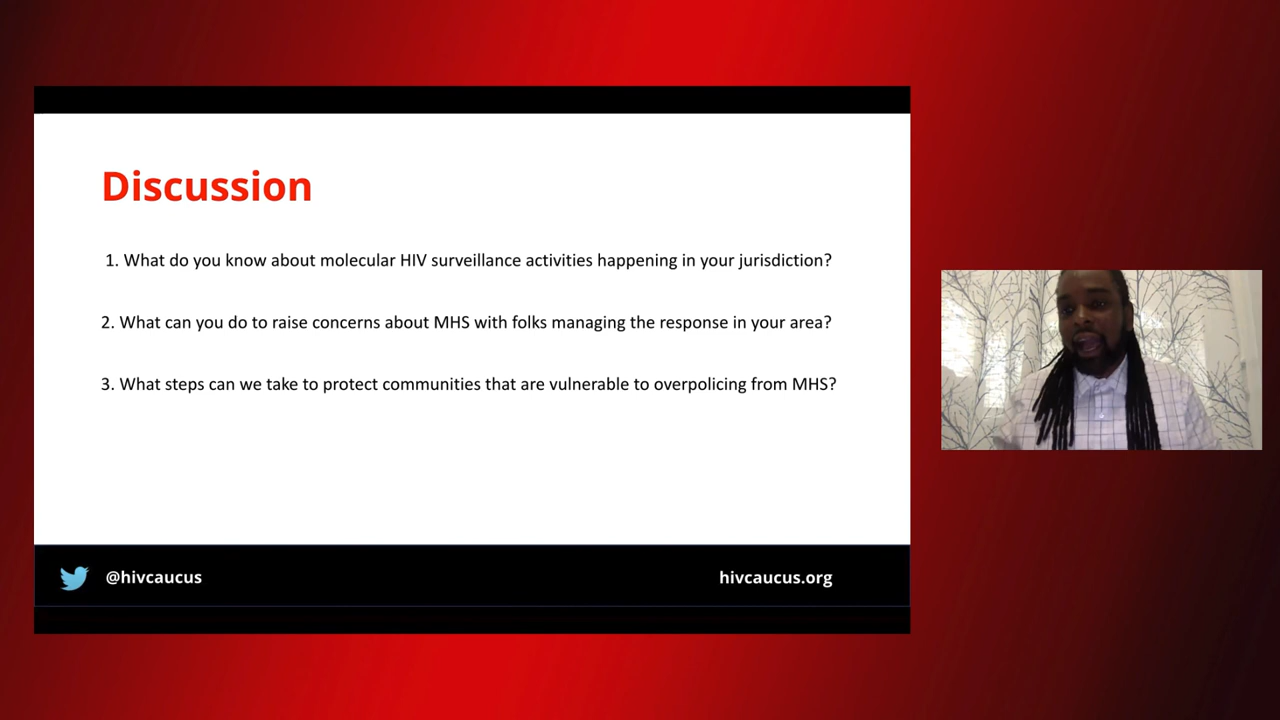 Discussion
1. What do you know about molecular HIV surveillance activities happening in your jurisdiction?
2. What can you do to raise concerns about MHS with folks managing the response in your area?
3. What steps can we take to protect communities that are vulnerable to overpolicing from MHS?
@hivcaucus
hivcaucus.org